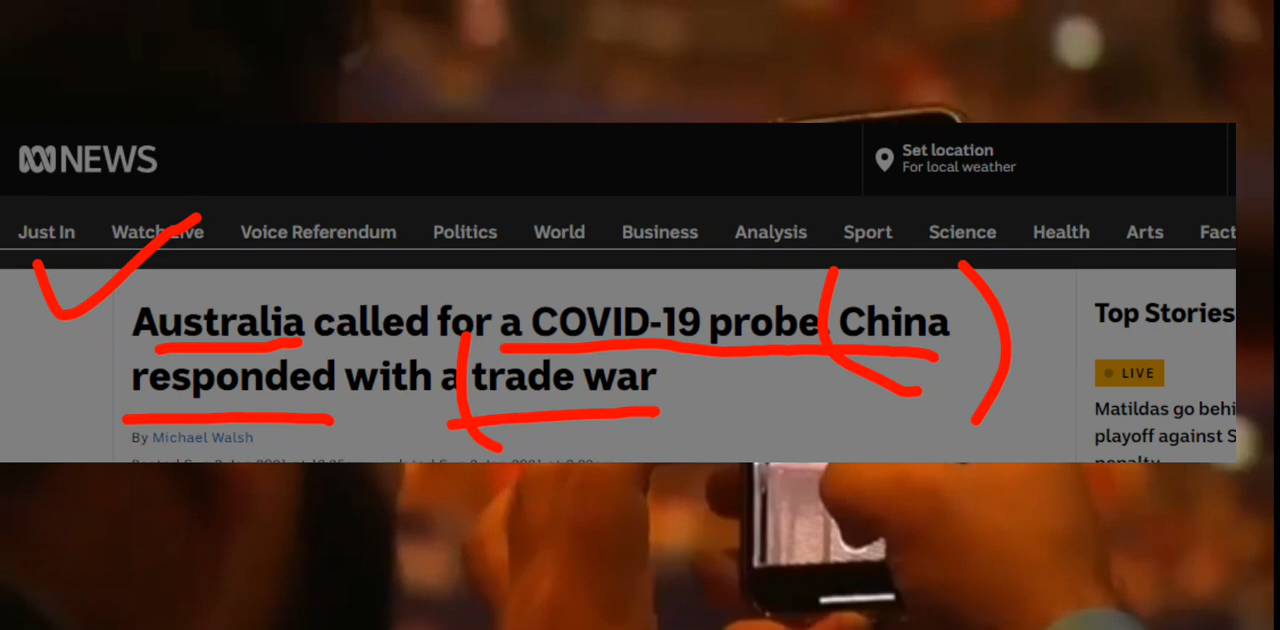 NEWS
Set location
For local weather
Just In Watch Live Voice Referendum Politics World Business Analysis Sport Science Health Arts Fact
Australia called for a COVID-19 probe. China
responded with a trade war
By Michael Walsh
Top Stories
LIVE
Matildas go behi
playoff against S
penalty